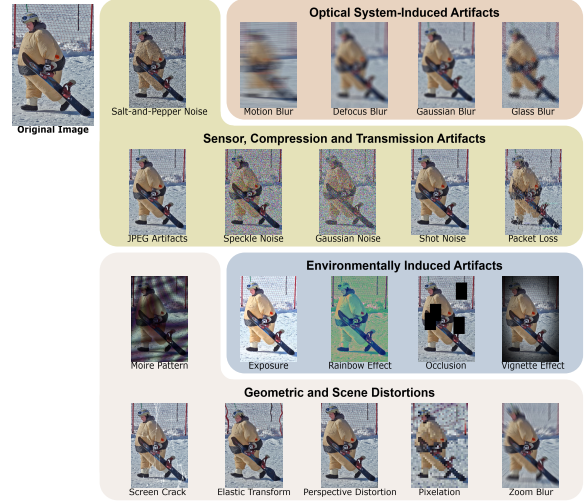 Original Image
Salt-and-Pepper Noise
Optical System-Induced Artifacts
Motion Blur
Defocus Blur
Gaussian Blur
Glass Blur
Sensor, Compression and Transmission Artifacts
JPEG Artifacts
Speckle Noise
Gaussian Noise
Shot Noise
Packet Loss
Moire Pattern
Environmentally Induced Artifacts
Exposure
Rainbow Effect
Occlusion
Vignette Effect
Geometric and Scene Distortions
Screen Crack
Elastic Transform
Perspective Distortion
Pixelation
Zoom Blur